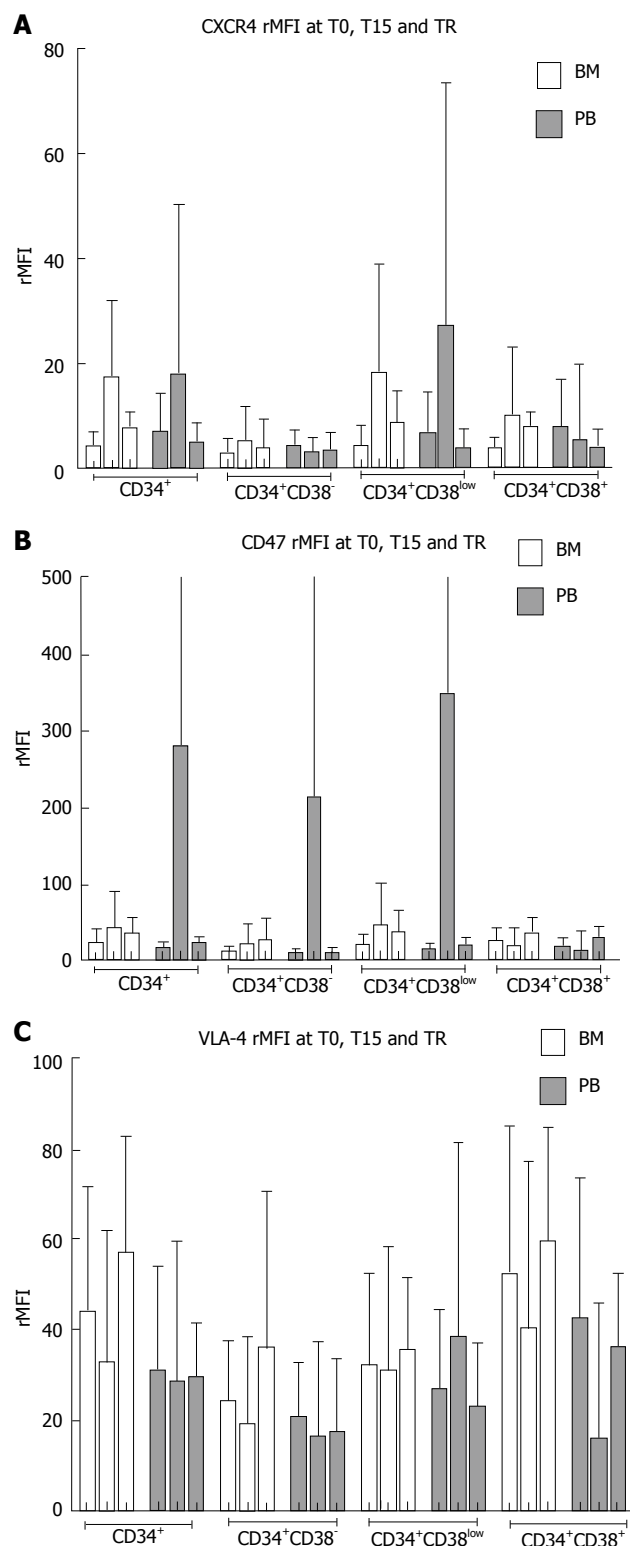 A
CXCR4 rMFI at T0, T15 and TR
BM
PB
rMFI
80
60
40
20
0
CD34⁺
CD34⁺CD38⁻
CD34⁺CD38ˡᵒʷ
CD34⁺CD38⁺
B
CD47 rMFI at T0, T15 and TR
BM
PB
rMFI
500
400
300
200
100
0
CD34⁺
CD34⁺CD38⁻
CD34⁺CD38ˡᵒʷ
CD34⁺CD38⁺
C
VLA-4 rMFI at T0, T15 and TR
BM
PB
rMFI
100
80
60
40
20
0
CD34⁺
CD34⁺CD38⁻
CD34⁺CD38ˡᵒʷ
CD34⁺CD38⁺